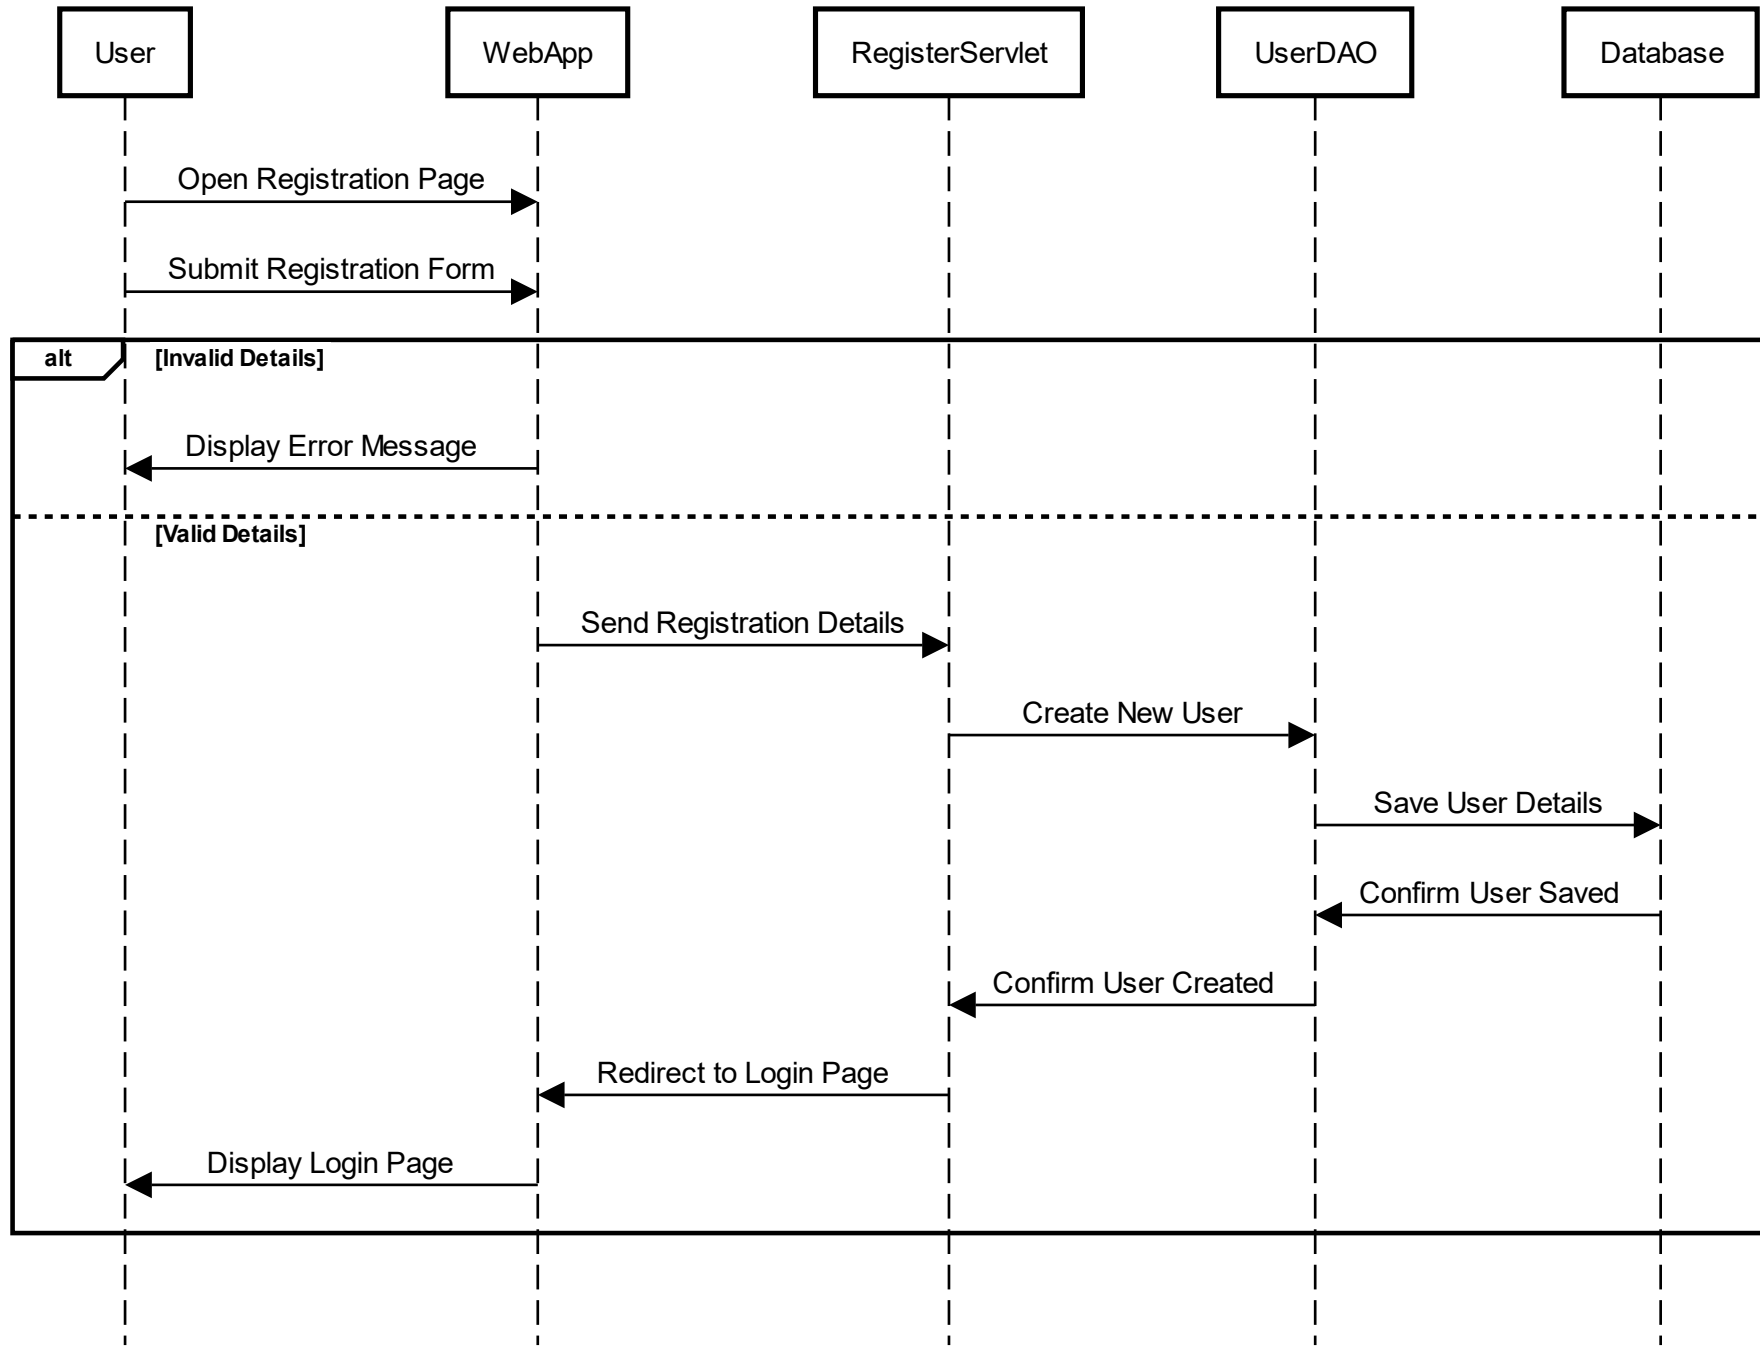 User
WebApp
RegisterServlet
UserDAO
Database
Open Registration Page
Submit Registration Form
alt
[Invalid Details]
Display Error Message
[Valid Details]
Send Registration Details
Create New User
Save User Details
Confirm User Saved
Confirm User Created
Redirect to Login Page
Display Login Page